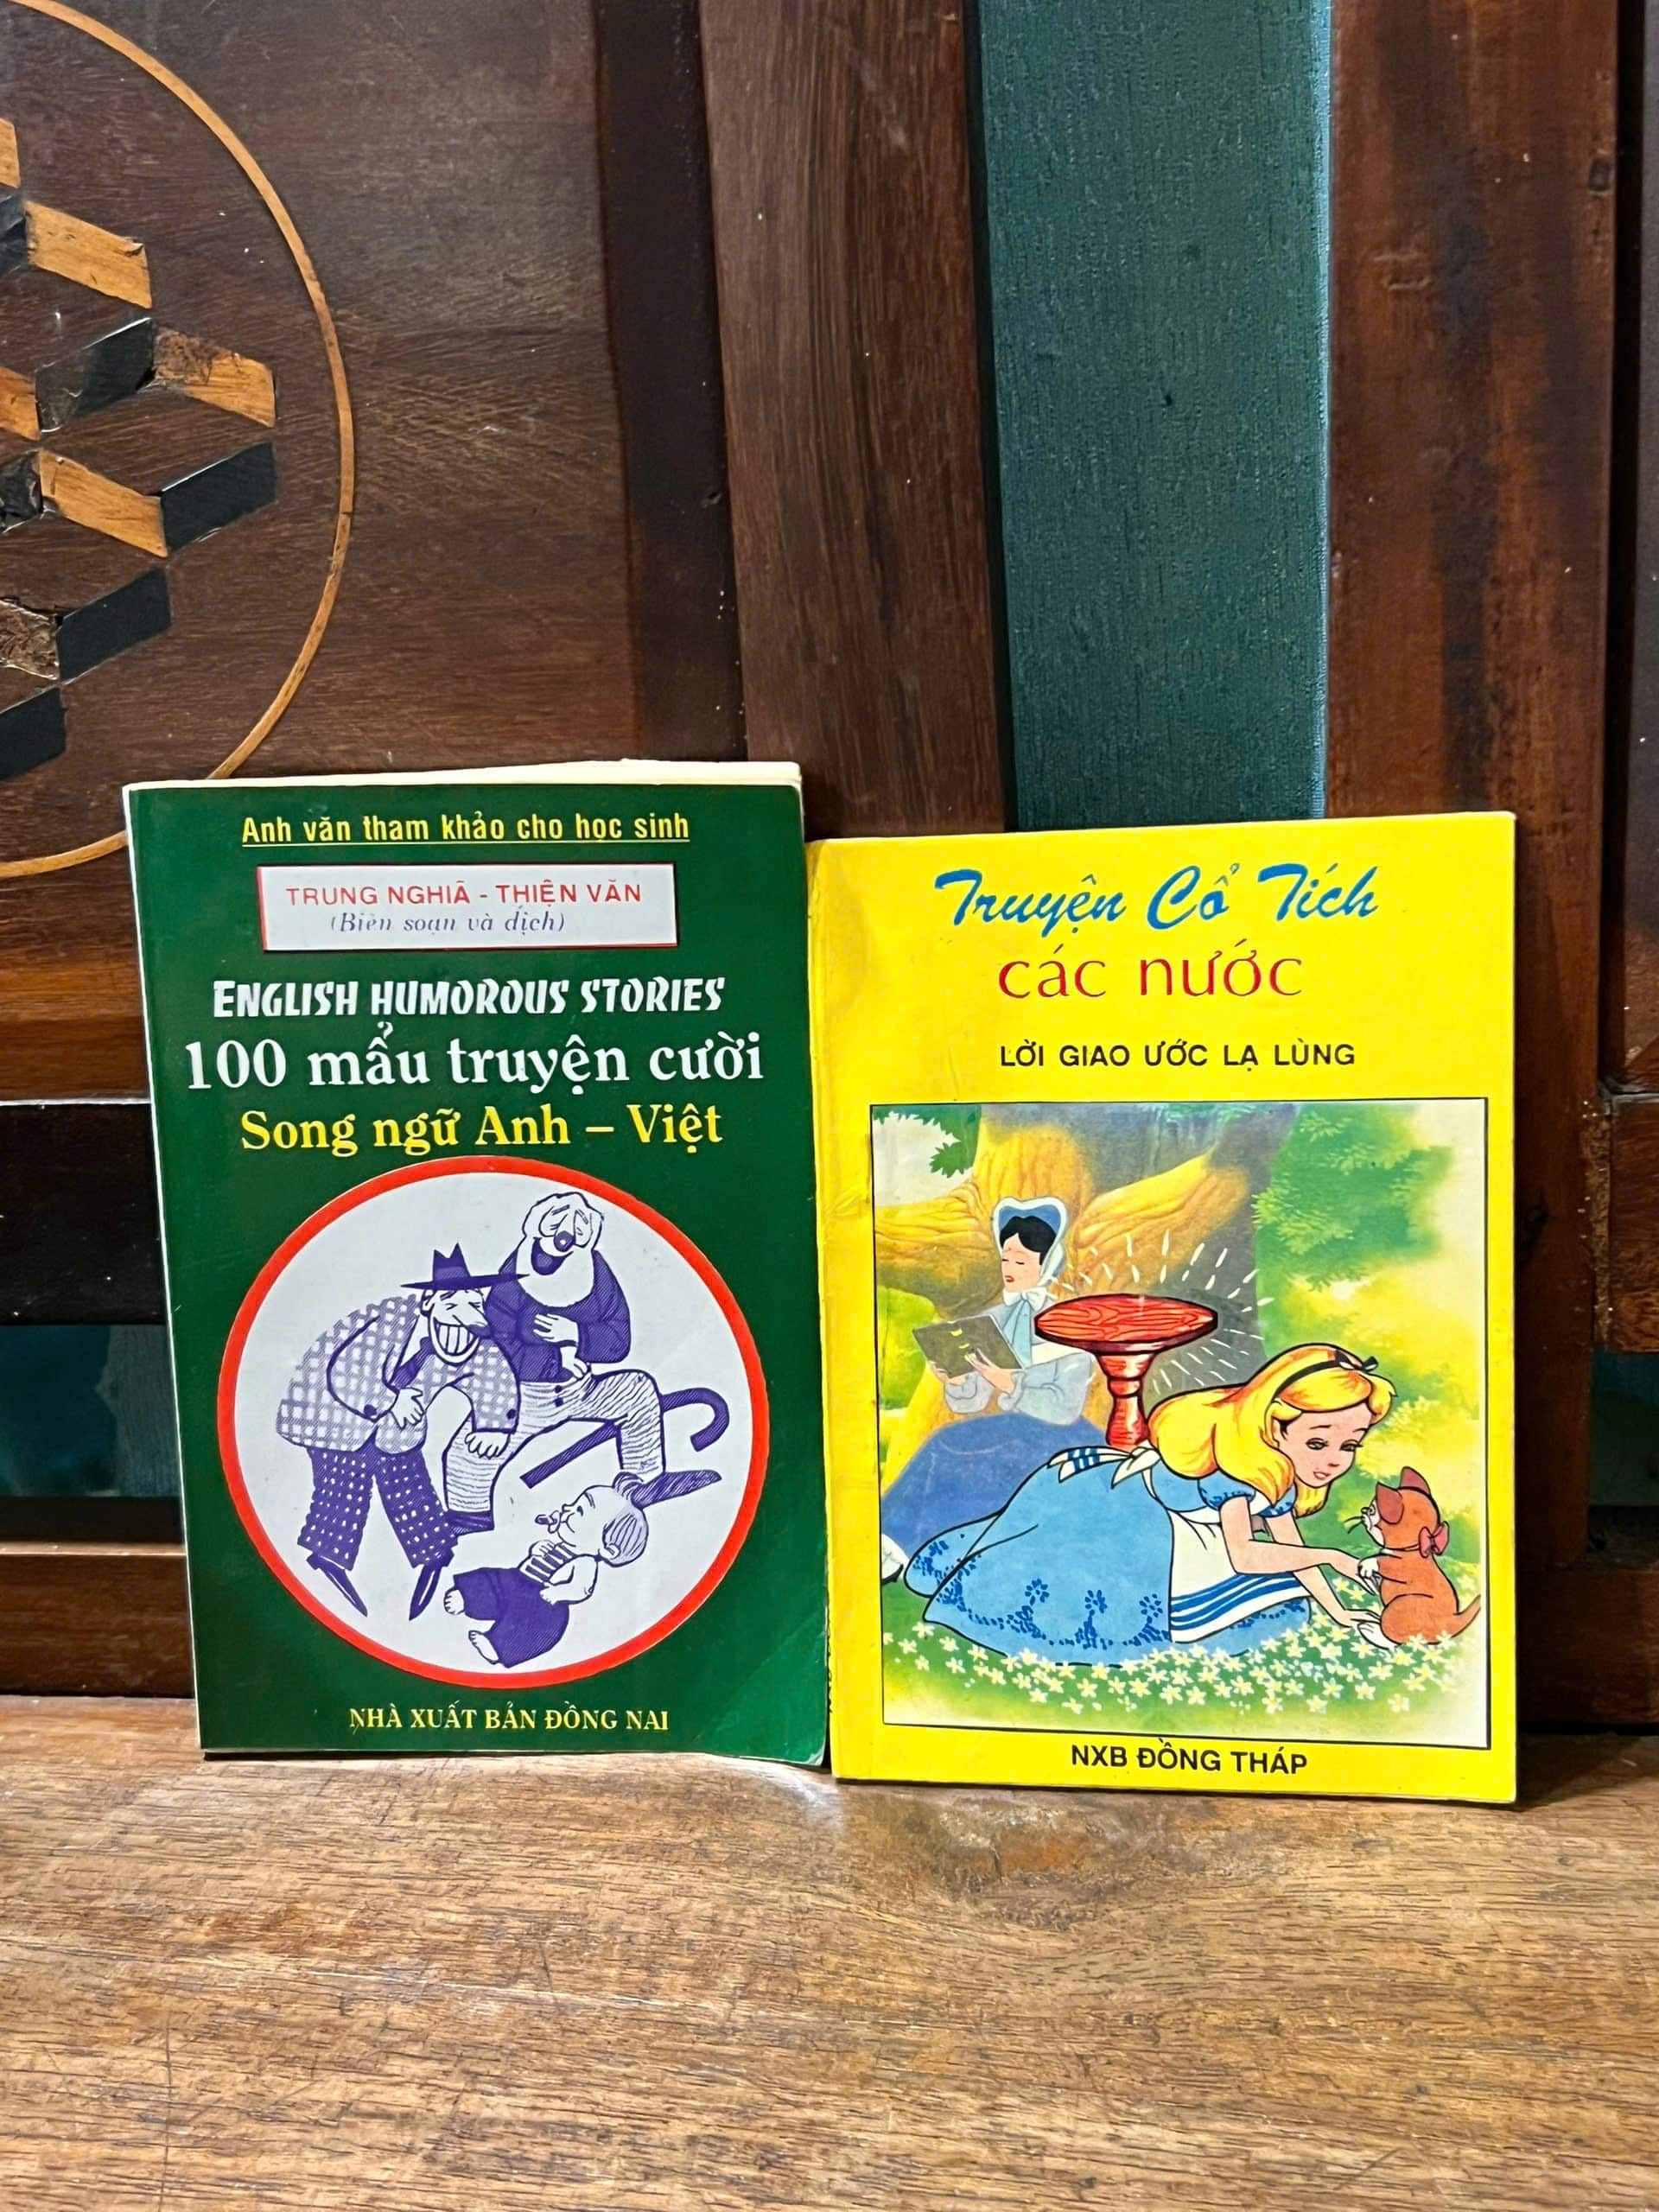 Anh văn tham khảo cho học sinh
TRUNG NGHIÃ - THIỆN VĂN
(Biên soạn và dịch)
ENGLISH HUMOROUS STORIES
100 mẩu truyện cười
Song ngữ Anh – Việt
NHÀ XUẤT BẢN ĐỒNG NAI
Truyện Cổ Tích
các nước
LỜI GIAO ƯỚC LẠ LÙNG
NXB ĐỒNG THÁP